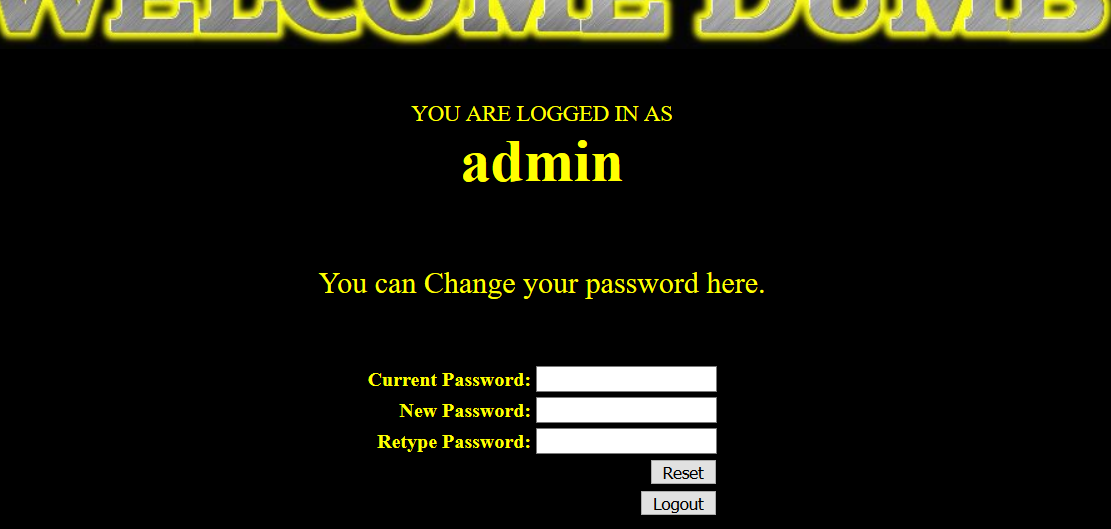 WELCOME DUMB
YOU ARE LOGGED IN AS
admin
You can Change your password here.
Current Password:
New Password:
Retype Password:
Reset
Logout